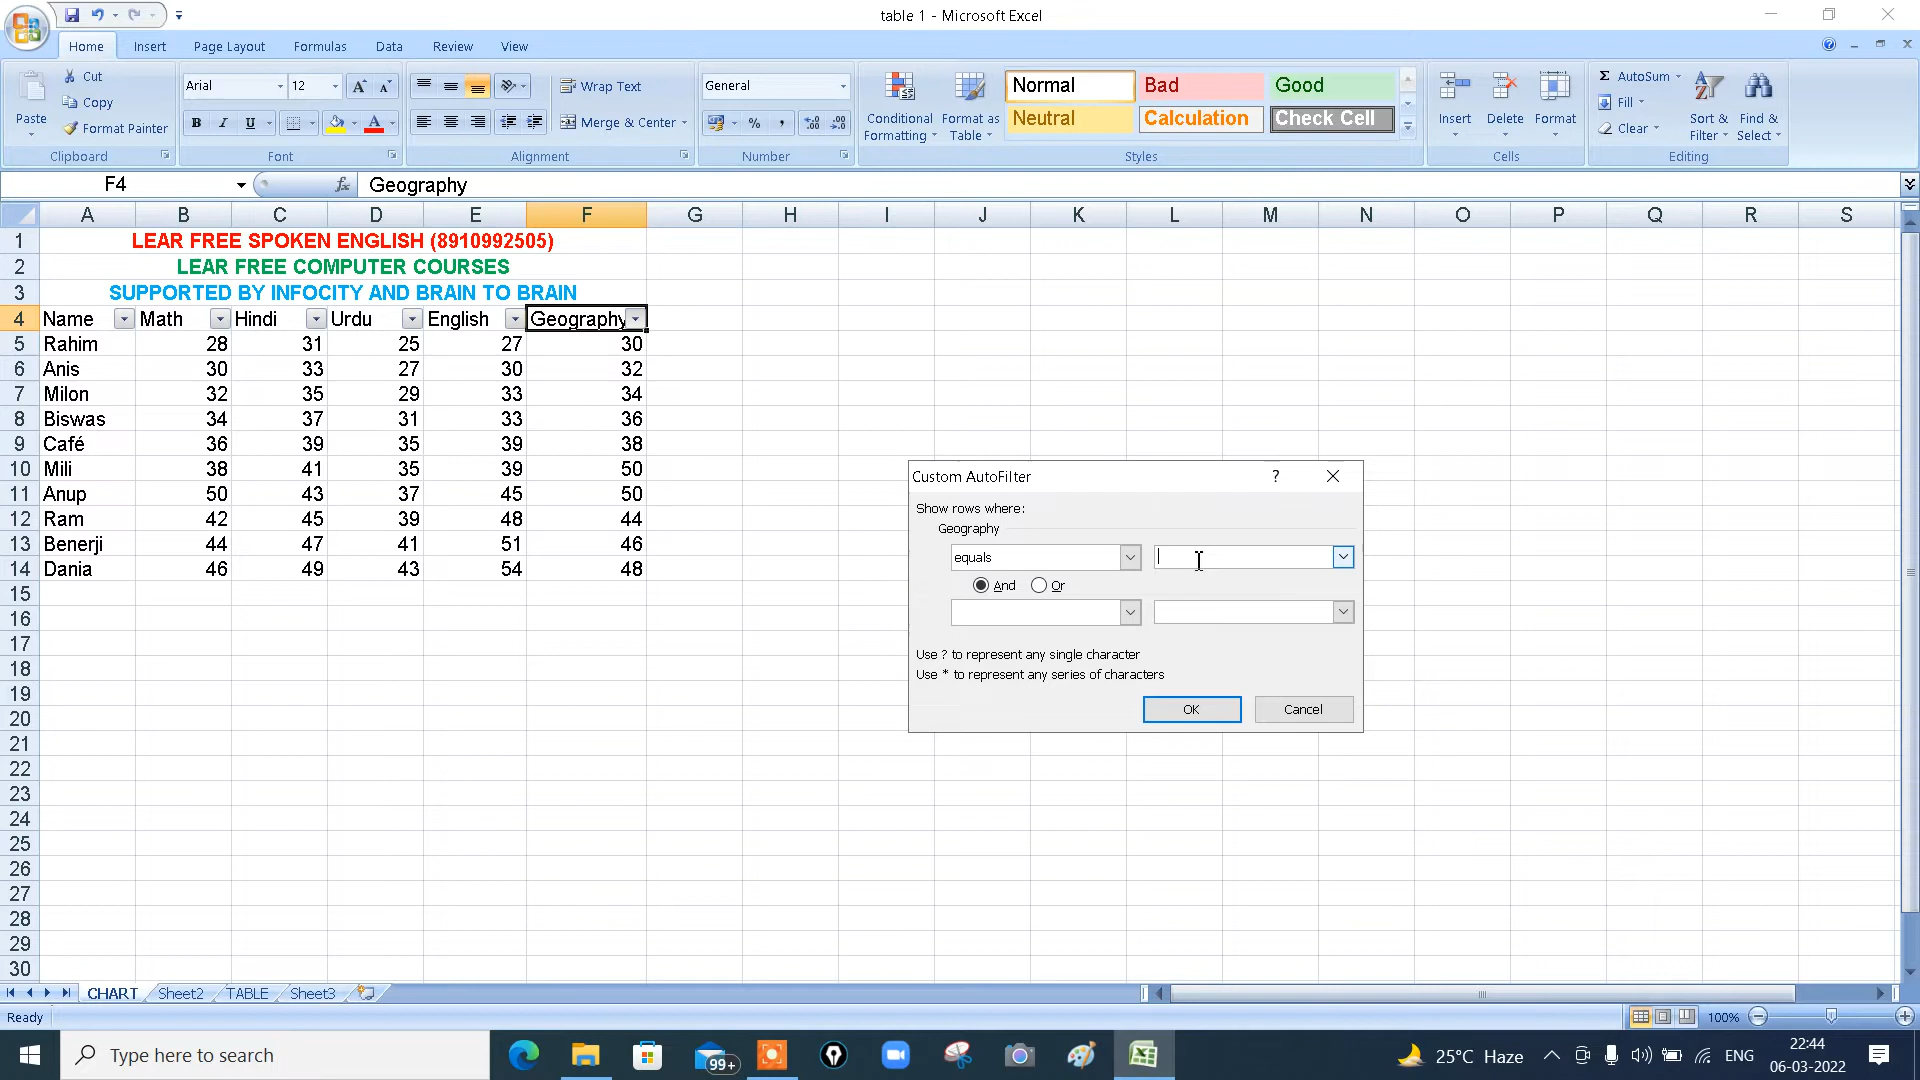 table 1 - Microsoft Excel
Home Insert Page Layout Formulas Data Review View
Paste
Cut
Copy
Format Painter
Clipboard
Arial 12
B I U
Font
Wrap Text
Merge & Center
Alignment
General
Number
Conditional Formatting
Format as Table
Normal Bad Good
Neutral Calculation Check Cell
Styles
Insert Delete Format
Cells
Σ AutoSum
Fill
Clear
Sort & Filter
Find & Select
Editing
F4 fx Geography
A B C D E F G H I J K L M N O P Q R S
1 LEAR FREE SPOKEN ENGLISH (8910992505)
2 LEAR FREE COMPUTER COURSES
3 SUPPORTED BY INFOCITY AND BRAIN TO BRAIN
4 Name Math Hindi Urdu English Geography
5 Rahim 28 31 25 27 30
6 Anis 30 33 27 30 32
7 Milon 32 35 29 33 34
8 Biswas 34 37 31 33 36
9 Café 36 39 35 39 38
10 Mili 38 41 35 39 50
11 Anup 50 43 37 45 50
12 Ram 42 45 39 48 44
13 Benerji 44 47 41 51 46
14 Dania 46 49 43 54 48
15
16
17
18
19
20
21
22
23
24
25
26
27
28
29
30
Custom AutoFilter ?
Show rows where:
Geography
equals
And Or
Use ? to represent any single character
Use * to represent any series of characters
OK Cancel
CHART Sheet2 TABLE Sheet3
Ready 100%
Type here to search
99+
25°C Haze
ENG
22:44
06-03-2022